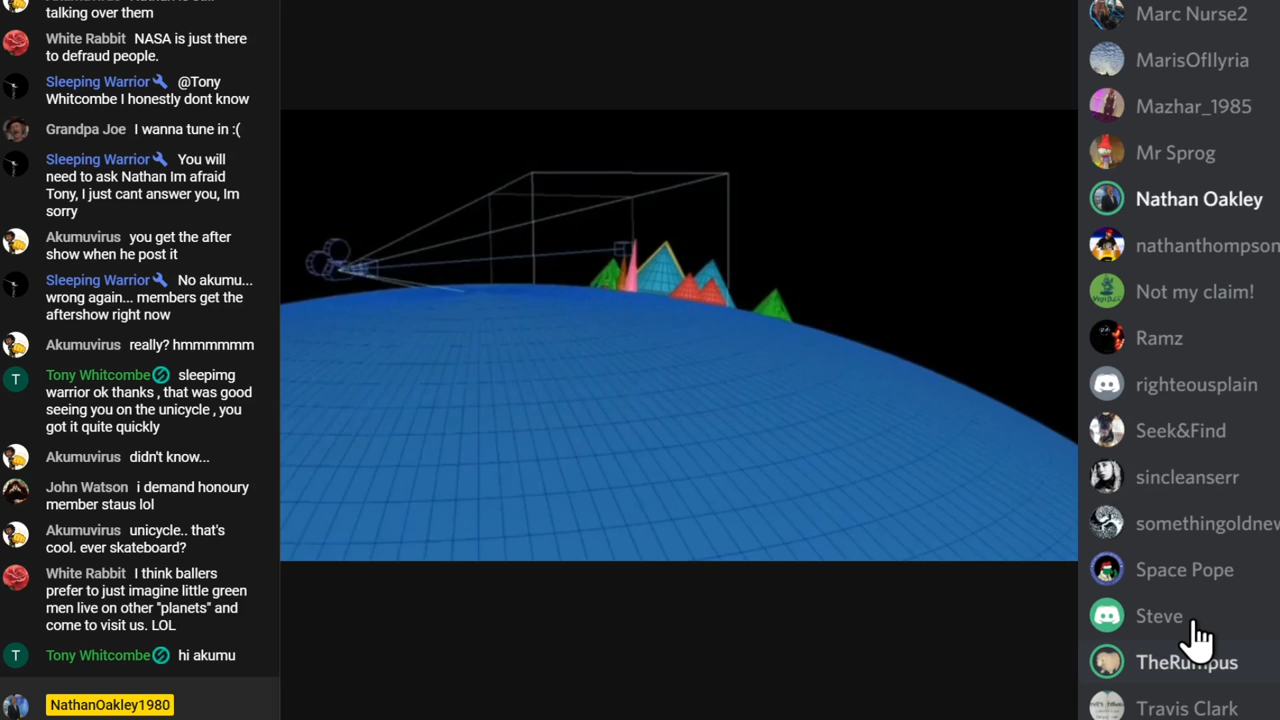 talking over them
White Rabbit NASA is just there
to defraud people.
Sleeping Warrior @Tony
Whitcombe I honestly dont know
Grandpa Joe I wanna tune in :(
Sleeping Warrior You will
need to ask Nathan Im afraid
Tony, I just cant answer you, Im
sorry
Akumuvirus you get the after
show when he post it
Sleeping Warrior No akumu...
wrong again... members get the
aftershow right now
Akumuvirus really? hmmmmmm
T Tony Whitcombe sleepimg
warrior ok thanks , that was good
seeing you on the unicycle , you
got it quite quickly
Akumuvirus didn't know...
John Watson i demand honoury
member staus lol
Akumuvirus unicycle.. that's
cool. ever skateboard?
White Rabbit I think ballers
prefer to just imagine little green
men live on other "planets" and
come to visit us. LOL
T Tony Whitcombe hi akumu
NathanOakley1980
Marc Nurse2
MarisOfIllyria
Mazhar_1985
Mr Sprog
Nathan Oakley
nathanthompson
Not my claim!
Ramz
righteousplain
Seek&Find
sincleanserr
somethingoldnew
Space Pope
Steve
TheRumpus
Travis Clark